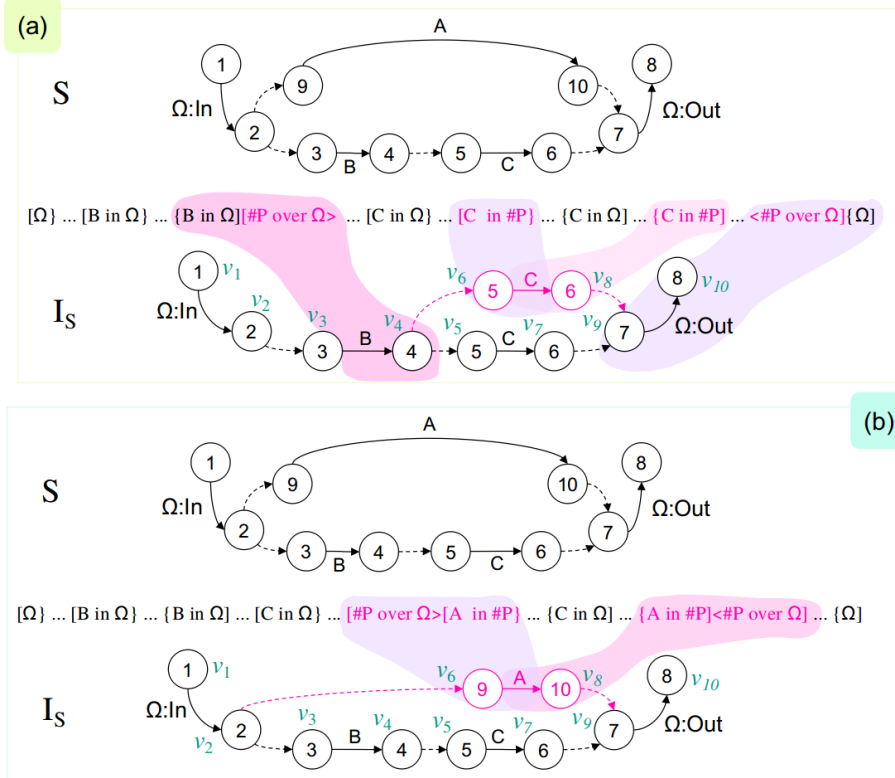 (a)
A
1 9 10 8
S
Ω:In Ω:Out
2 7
3 4 5 6
B C
[Ω} ... [B in Ω} ... {B in Ω][#P over Ω> ... [C in Ω} ... [C in #P} ... {C in Ω] ... {C in #P] ... <#P over Ω]{Ω]
1 v1 v6 5 C 6 v8 8 v10
Ω:In Ω:Out
I_S
v2 v3 v4 v5 v7 v9
2 3 B 4 5 C 6 7
(b)
A
1 9 10 8
S
Ω:In Ω:Out
2 7
3 4 5 6
B C
[Ω} ... [B in Ω} ... {B in Ω] ... [C in Ω} ... [#P over Ω>[A in #P} ... {C in Ω] ... {A in #P]<#P over Ω] ... {Ω]
1 v1 v6 9 A 10 v8 8 v10
Ω:In Ω:Out
I_S
v2 v3 v4 v5 v7 v9
2 3 B 4 5 C 6 7